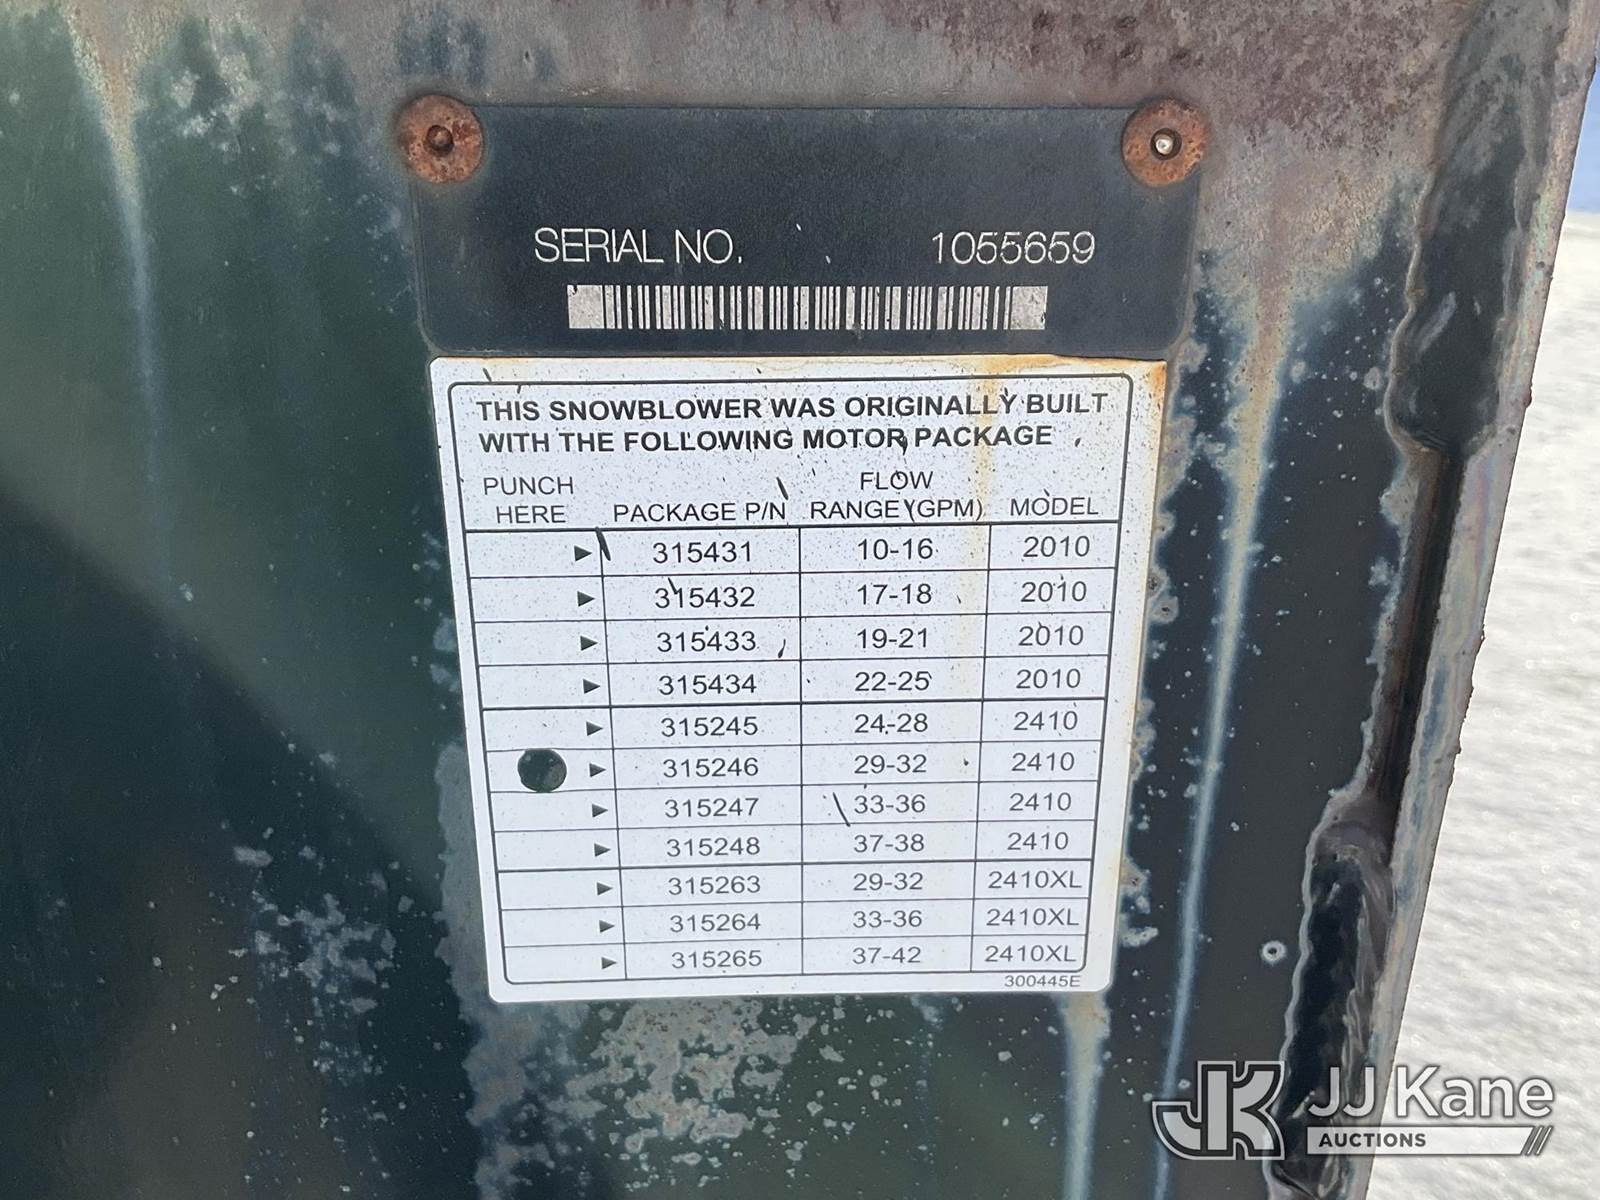 SERIAL NO. 1055659
THIS SNOWBLOWER WAS ORIGINALLY BUILT
WITH THE FOLLOWING MOTOR PACKAGE
PUNCH HERE PACKAGE P/N FLOW RANGE (GPM) MODEL
315431 10-16 2010
315432 17-18 2010
315433 19-21 2010
315434 22-25 2010
315245 24-28 2410
315246 29-32 2410
315247 33-36 2410
315248 37-38 2410
315263 29-32 2410XL
315264 33-36 2410XL
315265 37-42 2410XL
300445E
JK JJ Kane
AUCTIONS